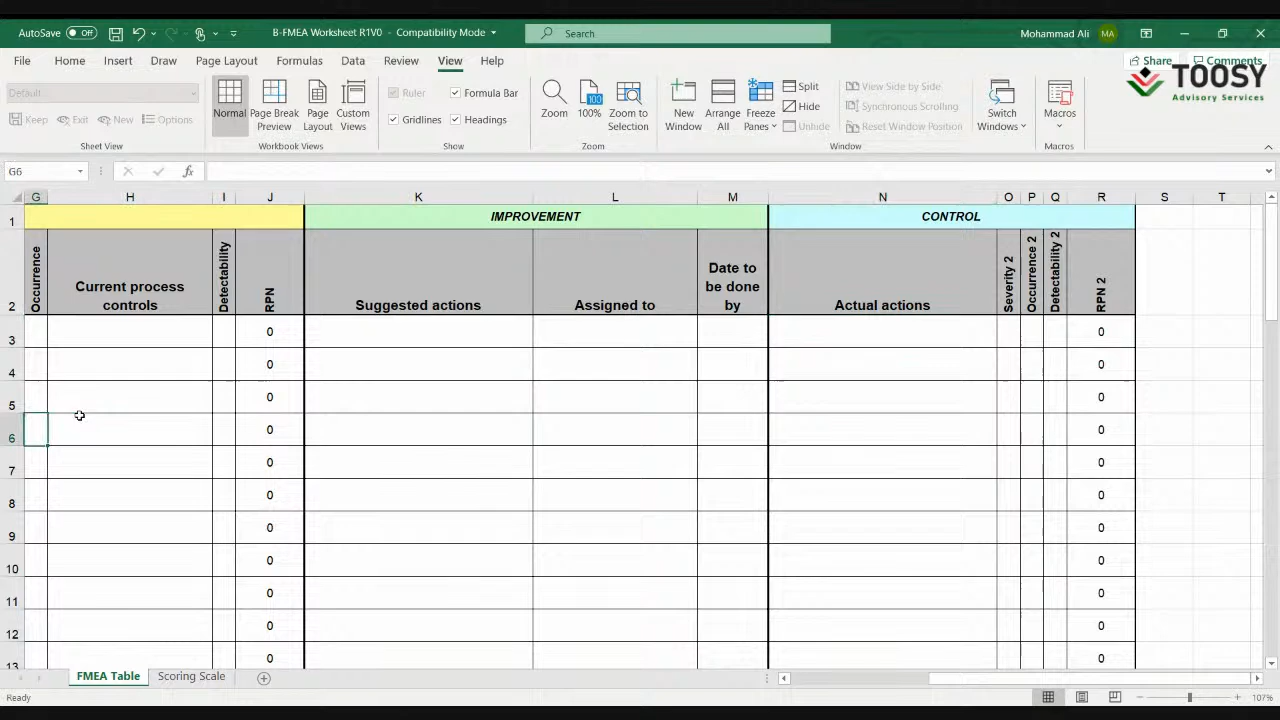 AutoSave Off B-FMEA Worksheet R1V0 - Compatibility Mode Search Mohammad Ali MA
File Home Insert Draw Page Layout Formulas Data Review View Help Share Comments
TOOSY
Advisory Services
Default
Keep Exit New Options
Sheet View
Normal Page Break Preview Page Layout Custom Views
Workbook Views
Ruler Formula Bar
Gridlines Headings
Show
Zoom 100% Zoom to Selection
Zoom
New Window Arrange All Freeze Panes
Split
Hide
Unhide
View Side by Side
Synchronous Scrolling
Reset Window Position
Window
Switch Windows
Macros
Macros
G6 fx
G H I J K L M N O P Q R S T
1 IMPROVEMENT CONTROL
2 Occurrence Current process controls Detectability RPN Suggested actions Assigned to Date to be done by Actual actions Severity 2 Occurrence 2 Detectability 2 RPN 2
3 0 0
4 0 0
5 0 0
6 0 0
7 0 0
8 0 0
9 0 0
10 0 0
11 0 0
12 0 0
13 0 0
FMEA Table Scoring Scale
Ready 107%